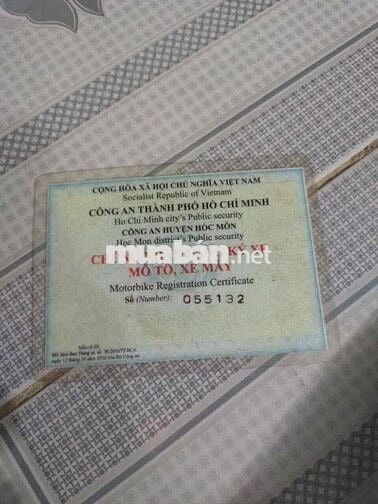 CỘNG HÒA XÃ HỘI CHỦ NGHĨA VIỆT NAM
Socialist Republic of Vietnam
CÔNG AN THÀNH PHỐ HỒ CHÍ MINH
Ho Chi Minh city's Public security
CÔNG AN HUYỆN HÓC MÔN
Hoc Mon district's Public security
KÝ XE
muaban.net
MÔ TÔ, XE MÁY
Motorbike Registration Certificate
Số (Number): 055132